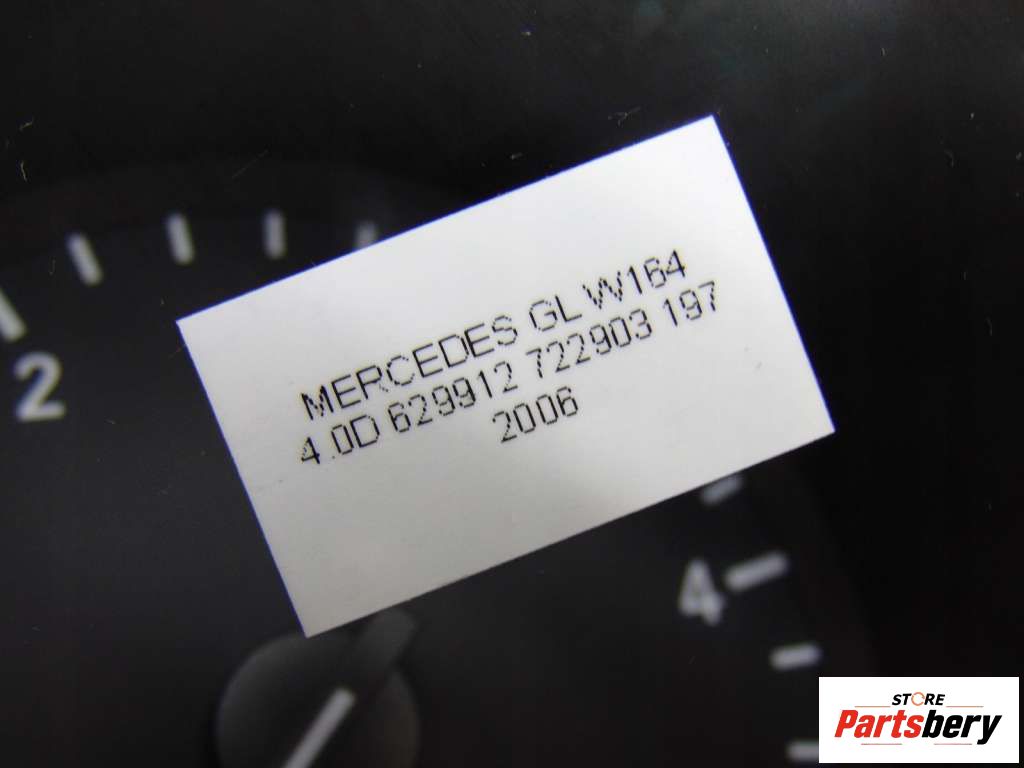 2
MERCEDES GL W164
4.0D 629912 722903 197
2006
4
STORE
Partsbery